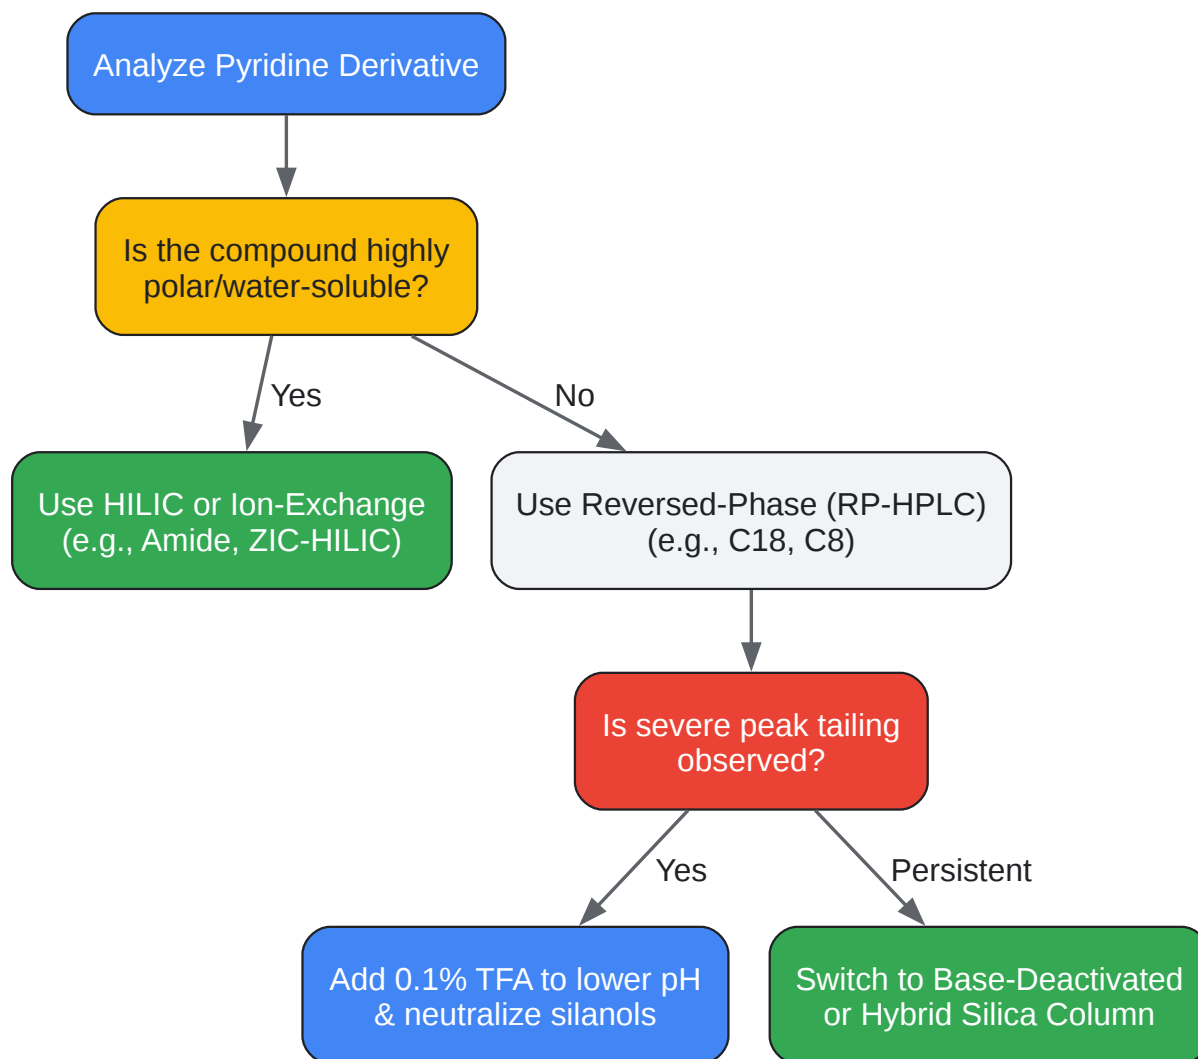 Analyze Pyridine Derivative
Is the compound highly
polar/water-soluble?
Yes
No
Use HILIC or Ion-Exchange
(e.g., Amide, ZIC-HILIC)
Use Reversed-Phase (RP-HPLC)
(e.g., C18, C8)
Is severe peak tailing
observed?
Yes
Persistent
Add 0.1% TFA to lower pH
& neutralize silanols
Switch to Base-Deactivated
or Hybrid Silica Column